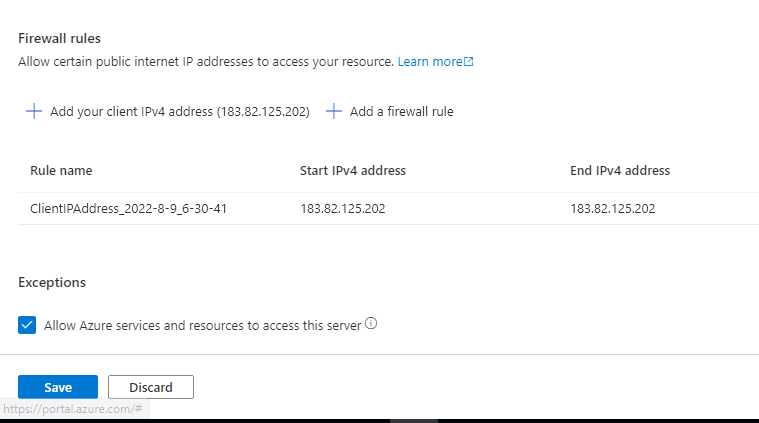 Firewall rules
Allow certain public internet IP addresses to access your resource. Learn more
Add your client IPv4 address (183.82.125.202) Add a firewall rule
Rule name Start IPv4 address End IPv4 address
ClientIPAddress_2022-8-9_6-30-41 183.82.125.202 183.82.125.202
Exceptions
Allow Azure services and resources to access this server
Save Discard
https://portal.azure.com/#